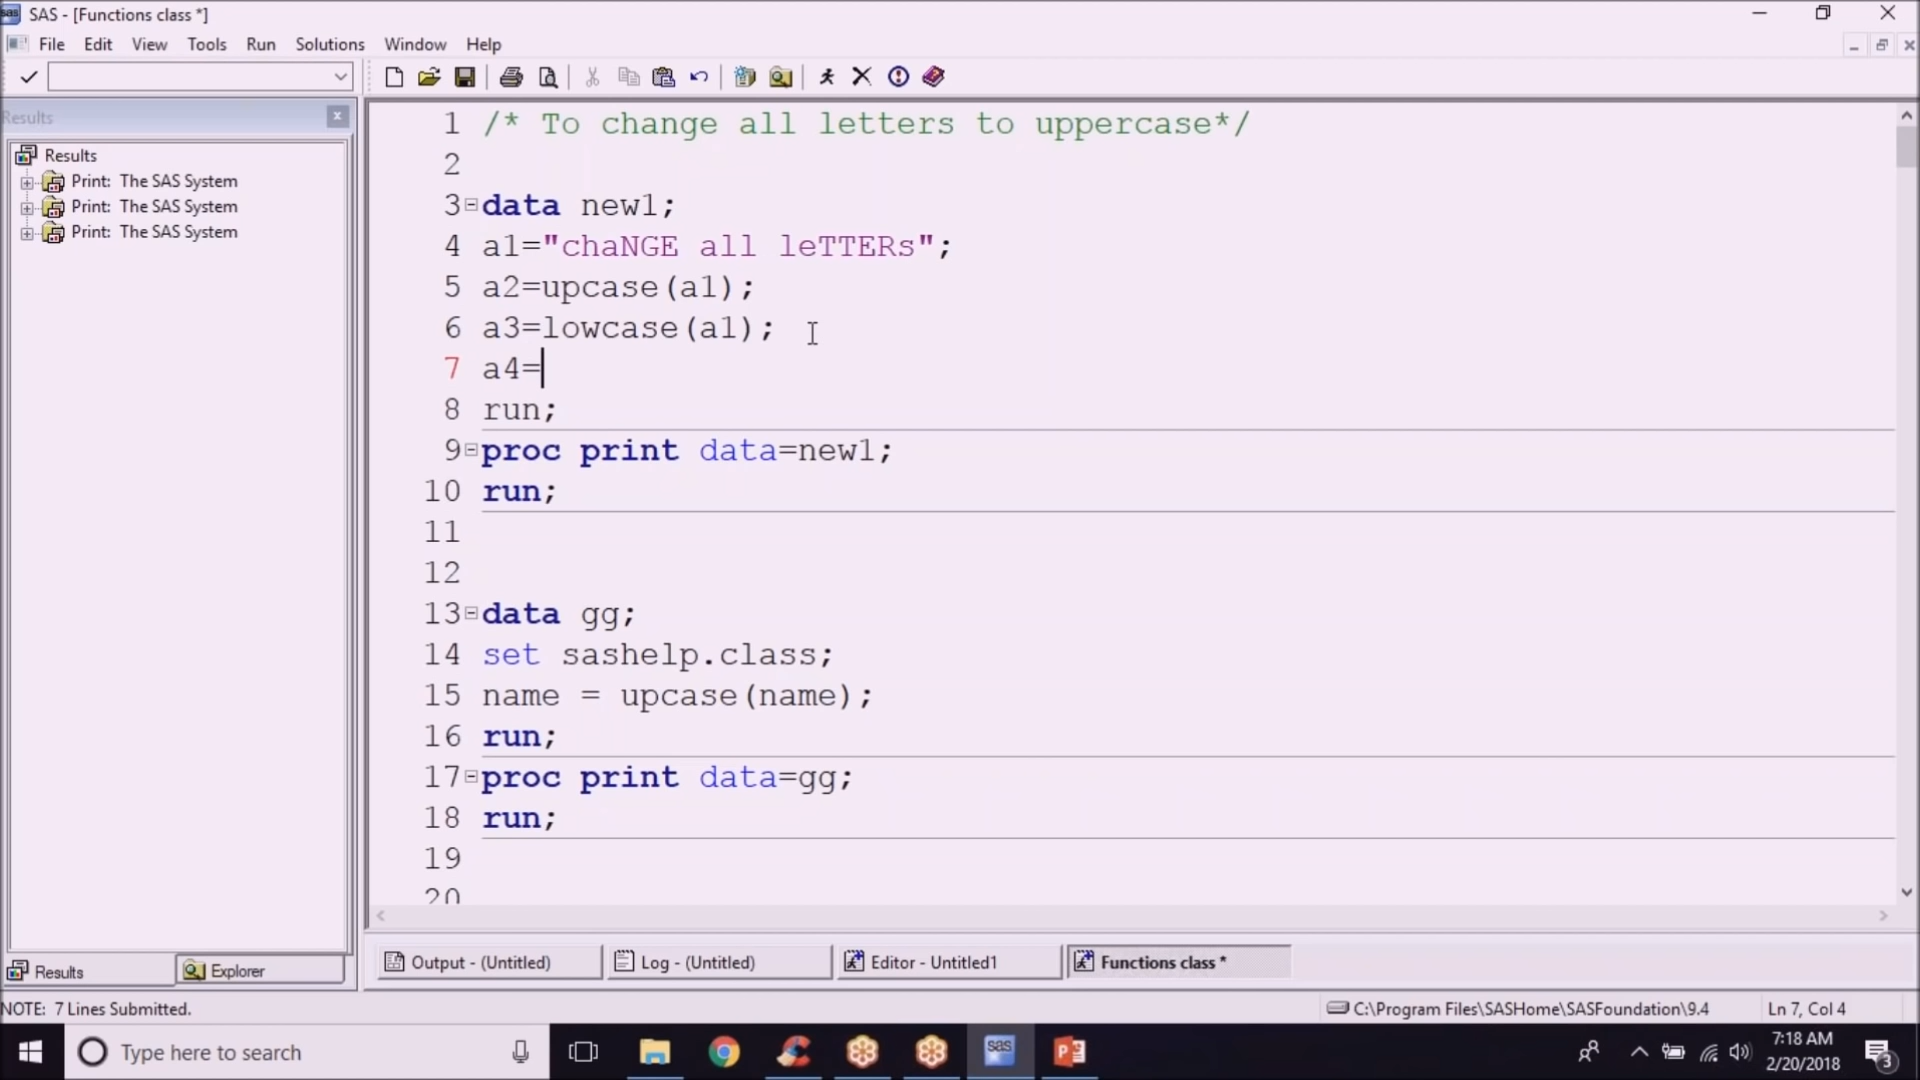 SAS - [Functions class *]
File Edit View Tools Run Solutions Window Help
Results
Results
Print: The SAS System
Print: The SAS System
Print: The SAS System
1 /* To change all letters to uppercase*/
2
3 data new1;
4 a1="chaNGE all leTTERs";
5 a2=upcase(a1);
6 a3=lowcase(a1);
7 a4=
8 run;
9 proc print data=new1;
10 run;
11
12
13 data gg;
14 set sashelp.class;
15 name = upcase(name);
16 run;
17 proc print data=gg;
18 run;
19
20
Results Explorer
Output - (Untitled) Log - (Untitled) Editor - Untitled1 Functions class *
NOTE: 7 Lines Submitted. C:\Program Files\SASHome\SASFoundation\9.4 Ln 7, Col 4
Type here to search
sas
7:18 AM
2/20/2018
3